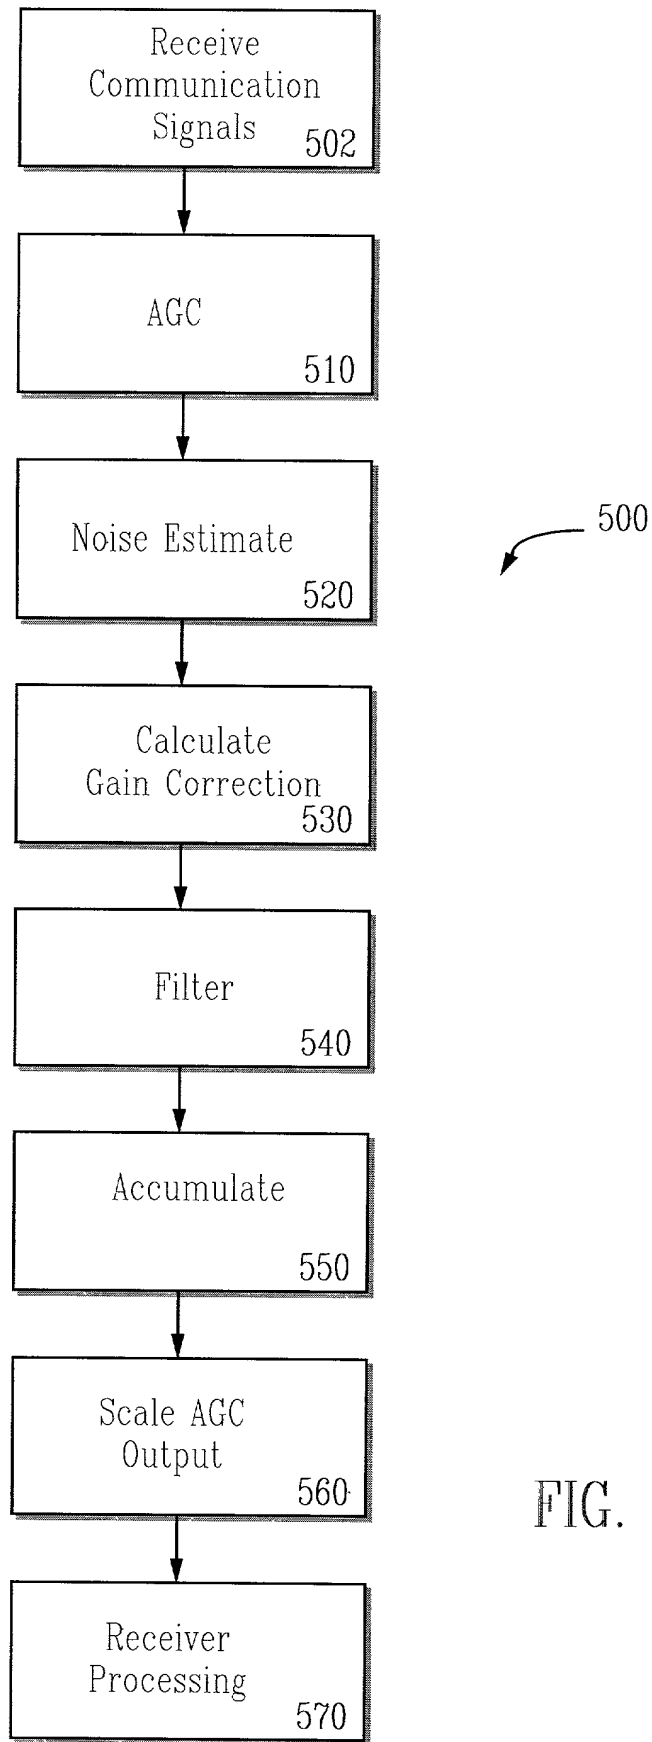 Receive
Communication
Signals
502
AGC
510
Noise Estimate
520
500
Calculate
Gain Correction
530
Filter
540
Accumulate
550
Scale AGC
Output
560
FIG.
Receiver
Processing
570